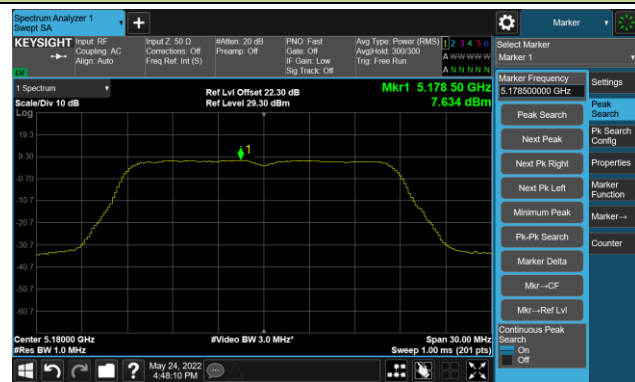 Spectrum Analyzer 1
Swept SA
Marker
KEYSIGHT
Input: RF
Coupling: AC
Align: Auto
Input Z: 50 Ω
Corrections: Off
Freq Ref: Int (S)
#Atten: 20 dB
Preamp: Off
PNO: Fast
Gate: Off
IF Gain: Low
Sig Track: Off
Avg Type: Power (RMS)
Avg|Hold: 300/300
Trig: Free Run
1 2 3 4 5 6
A W W W W W
A N N N N N
LXI
1 Spectrum
Scale/Div 10 dB
Log
Ref Lvl Offset 22.30 dB
Ref Level 29.30 dBm
Mkr1 5.178 50 GHz
7.634 dBm
19.3
9.30
-0.70
-10.7
-20.7
-30.7
-40.7
-50.7
-60.7
1
Center 5.18000 GHz
#Res BW 1.0 MHz
#Video BW 3.0 MHz*
Span 30.00 MHz
Sweep 1.00 ms (201 pts)
Select Marker
Marker 1
Marker Frequency
5.178500000 GHz
Peak Search
Next Peak
Next Pk Right
Next Pk Left
Minimum Peak
Pk-Pk Search
Marker Delta
Mkr→CF
Mkr→Ref Lvl
Continuous Peak
Search
On
Off
Settings
Peak
Search
Pk Search
Config
Properties
Marker
Function
Marker→
Counter
May 24, 2022
4:48:10 PM